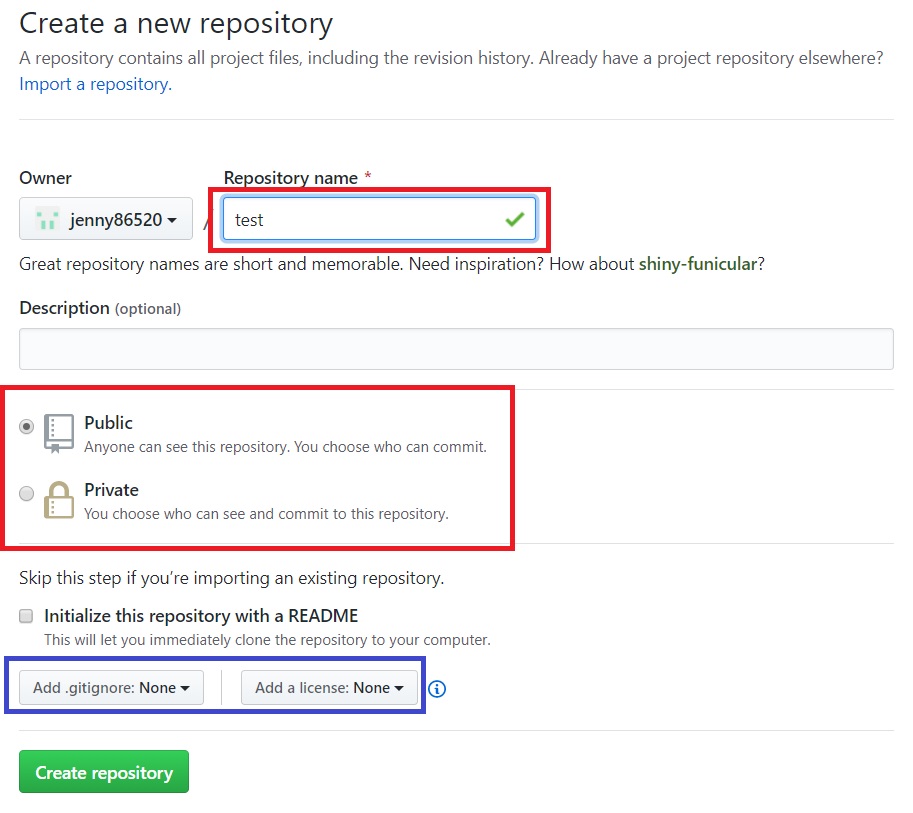 Create a new repository
A repository contains all project files, including the revision history. Already have a project repository elsewhere?
Import a repository.
Owner
Repository name *
jenny86520
/
test
Great repository names are short and memorable. Need inspiration? How about shiny-funicular?
Description (optional)
Public
Anyone can see this repository. You choose who can commit.
Private
You choose who can see and commit to this repository.
Skip this step if you’re importing an existing repository.
Initialize this repository with a README
This will let you immediately clone the repository to your computer.
Add .gitignore: None
Add a license: None
Create repository